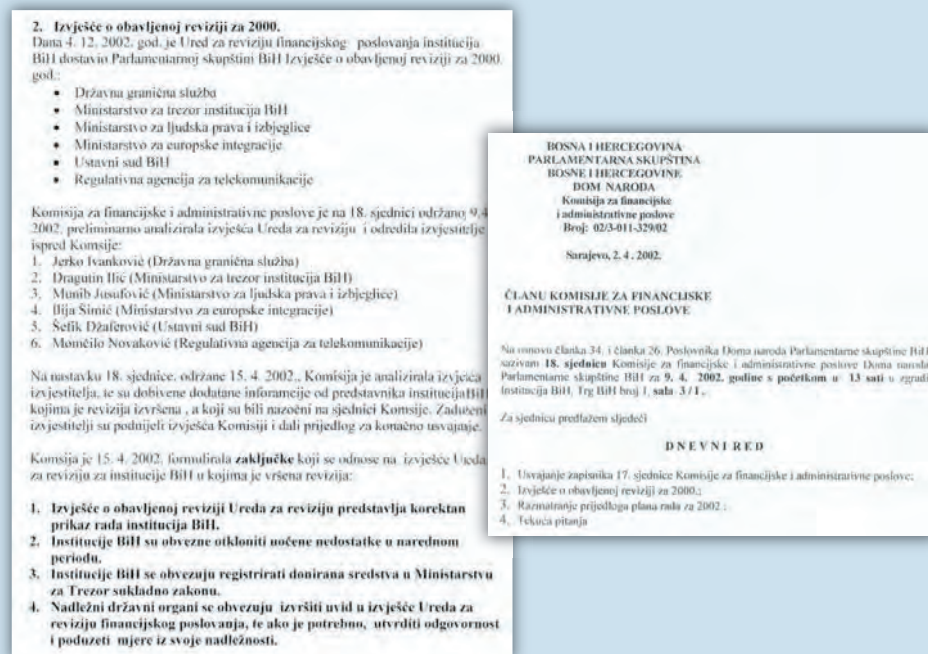 2. Izvješće o obavljenoj reviziji za 2000.
Dana 4. 12. 2002. god. je Ured za reviziju financijskog poslovanja institucija
BiH dostavio Parlamentarnoj skupštini BiH Izvješće o obavljenoj reviziji za 2000.
god.:
• Državna granična služba
• Ministarstvo za trezor institucija BiH
• Ministarstvo za ljudska prava i izbjeglice
• Ministarstvo za europske integracije
• Ustavni sud BiH
• Regulativna agencija za telekomunikacije
Komisija za financijske i administrativne poslove je na 18. sjednici održanoj 9.4
2002. preliminarno analizirala izvješća Ureda za reviziju i odredila izvjestitelje
ispred Komsije:
1. Jerko Ivanković (Državna granična služba)
2. Dragutin Ilić (Ministarstvo za trezor institucija BiH)
3. Munib Jusufović (Ministarstvo za ljudska prava i izbjeglice)
4. Ilija Šimić (Ministarstvo za europske integracije)
5. Šefik Džaferović (Ustavni sud BiH)
6. Momčilo Novaković (Regulativna agencija za telekomunikacije)
Na nastavku 18. sjednice, održane 15. 4. 2002., Komisija je analizirala izvješća
izvjestitelja, te su dobivene dodatane inforamcije od predstavnika institucijaBiH
kojima je revizija izvršena , a koji su bili nazočni na sjednici Komsije. Zaduženi
izvjestitelji su podnijeli izvješća Komisiji i dali prijedlog za konačno usvajanje.
Komsija je 15. 4. 2002. formulirala zaključke koji se odnose na izvješće Ureda
za reviziju za institucije BiH u kojima je vršena revizija:
1. Izvješće o obavljenoj reviziji Ureda za reviziju predstavlja korektan
prikaz rada institucija BiH.
2. Institucije BiH su obvezne otkloniti uočene nedostatke u narednom
periodu.
3. Institucije BiH se obvezuju registrirati donirana sredstva u Ministarstvu
za Trezor sukladno zakonu.
4. Nadležni državni organi se obvezuju izvršiti uvid u izvješće Ureda za
reviziju financijskog poslovanja, te ako je potrebno, utvrditi odgovornost
i poduzeti mjere iz svoje nadležnosti.
BOSNA I HERCEGOVINA
PARLAMENTARNA SKUPŠTINA
BOSNE I HERCEGOVINE
DOM NARODA
Komisija za financijske
i administrativne poslove
Broj: 02/3-011-329/02
Sarajevo, 2. 4 . 2002.
ČLANU KOMISIJE ZA FINANCIJSKE
I ADMINISTRATIVNE POSLOVE
Na osnovu članka 34. i članka 26. Poslovnika Doma naroda Parlamentarne skupštine BiH
sazivam 18. sjednicu Komisije za financijske i administrativne poslove Doma naroda
Parlamentarne skupštine BiH za 9. 4. 2002. godine s početkom u 13 sati u zgradi
Institucija BiH, Trg BiH broj 1, sala 3 / I .
Za sjednicu predlažem sljedeći
D N E V N I R E D
1. Usvajanje zapisnika 17. sjednice Komisije za financijske i administrativne poslove;
2. Izvješće o obavljenoj reviziji za 2000.;
3. Razmatranje prijedloga plana rada za 2002.;
4. Tekuća pitanja